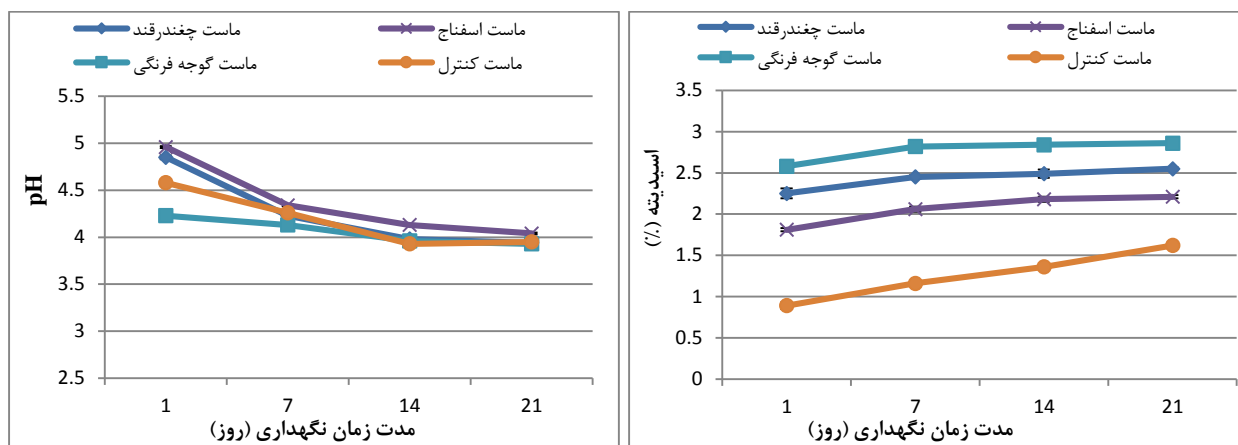 ماست چغندرقند
ماست اسفناج
ماست گوجه فرنگی
ماست کنترل
5.5
5
4.5
4
3.5
3
2.5
pH
1 7 14 21
مدت زمان نگهداری (روز)
ماست چغندرقند
ماست اسفناج
ماست گوجه فرنگی
ماست کنترل
3.5
3
2.5
2
1.5
1
0.5
0
اسیدیته (٪)
1 7 14 21
مدت زمان نگهداری (روز)